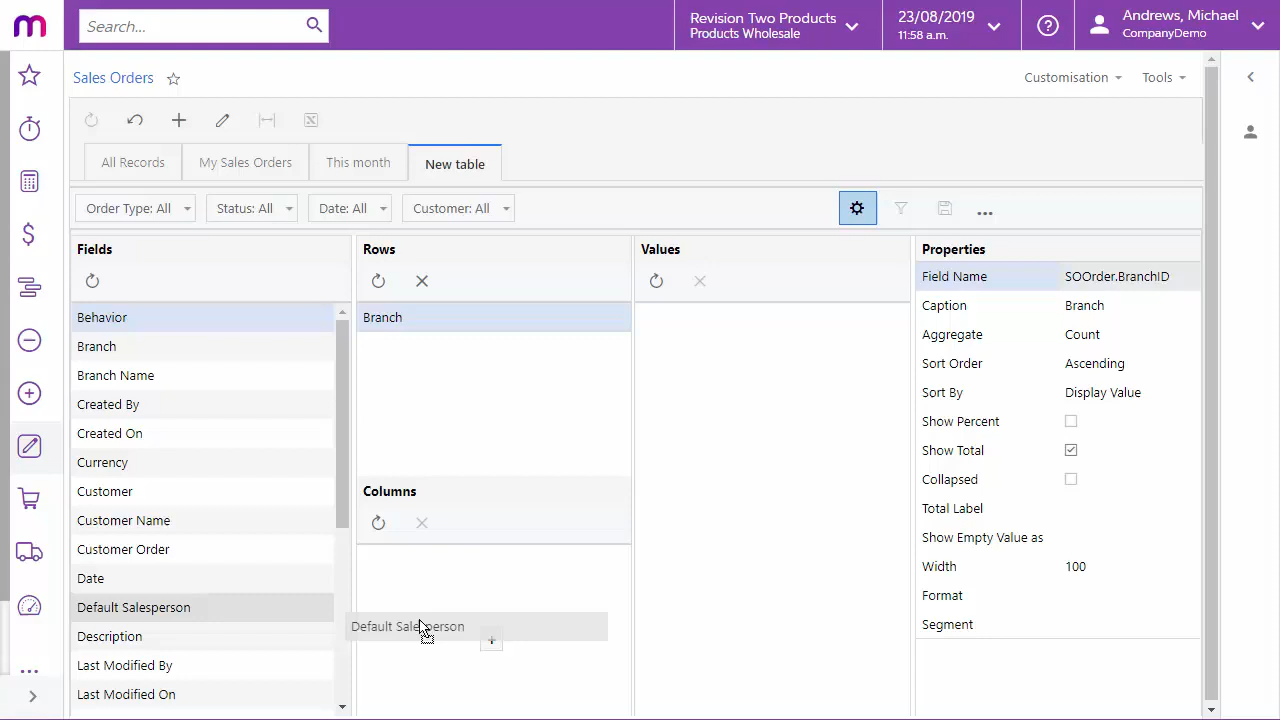 Search...
Revision Two Products
Products Wholesale
23/08/2019
11:58 a.m.
Andrews, Michael
CompanyDemo
Sales Orders
Customisation
Tools
All Records
My Sales Orders
This month
New table
Order Type: All
Status: All
Date: All
Customer: All
Fields
Behavior
Branch
Branch Name
Created By
Created On
Currency
Customer
Customer Name
Customer Order
Date
Default Salesperson
Description
Last Modified By
Last Modified On
Rows
Branch
Columns
Default Salesperson
Values
Properties
Field Name SOOrder.BranchID
Caption Branch
Aggregate Count
Sort Order Ascending
Sort By Display Value
Show Percent
Show Total
Collapsed
Total Label
Show Empty Value as
Width 100
Format
Segment